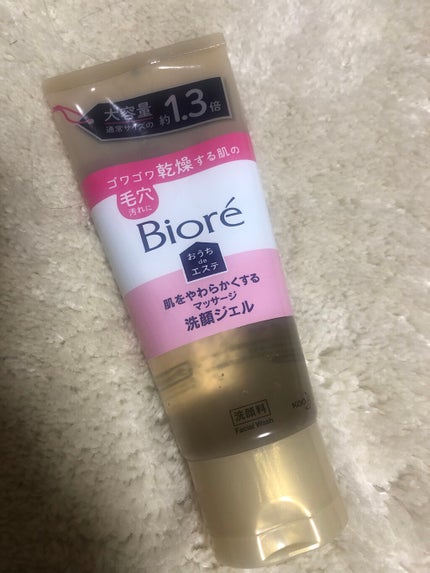 大容量
通常サイズの
約1.3倍
ゴワゴワ乾燥する肌の
毛穴
汚れに
Bioré
おうち
de
エステ
肌をやわらかくする
マッサージ
洗顔ジェル
洗顔料
Facial Wash